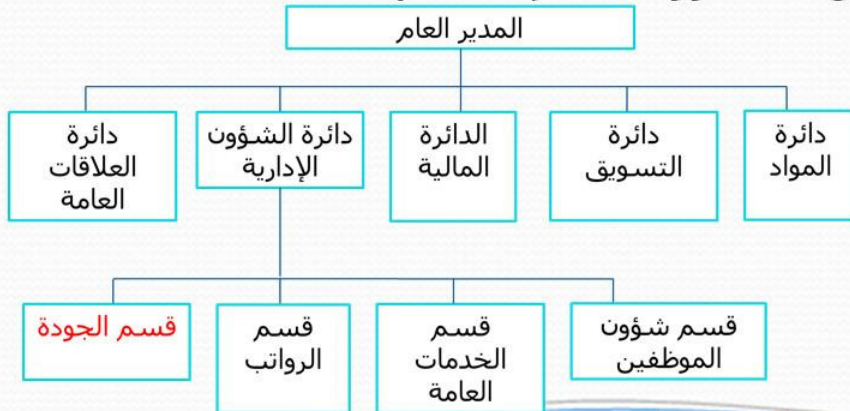 المدير العام
دائرة
المواد
دائرة
التسويق
الدائرة
المالية
دائرة الشؤون
الإدارية
دائرة
العلاقات
العامة
قسم شؤون
الموظفين
قسم
الخدمات
العامة
قسم
الرواتب
قسم الجودة